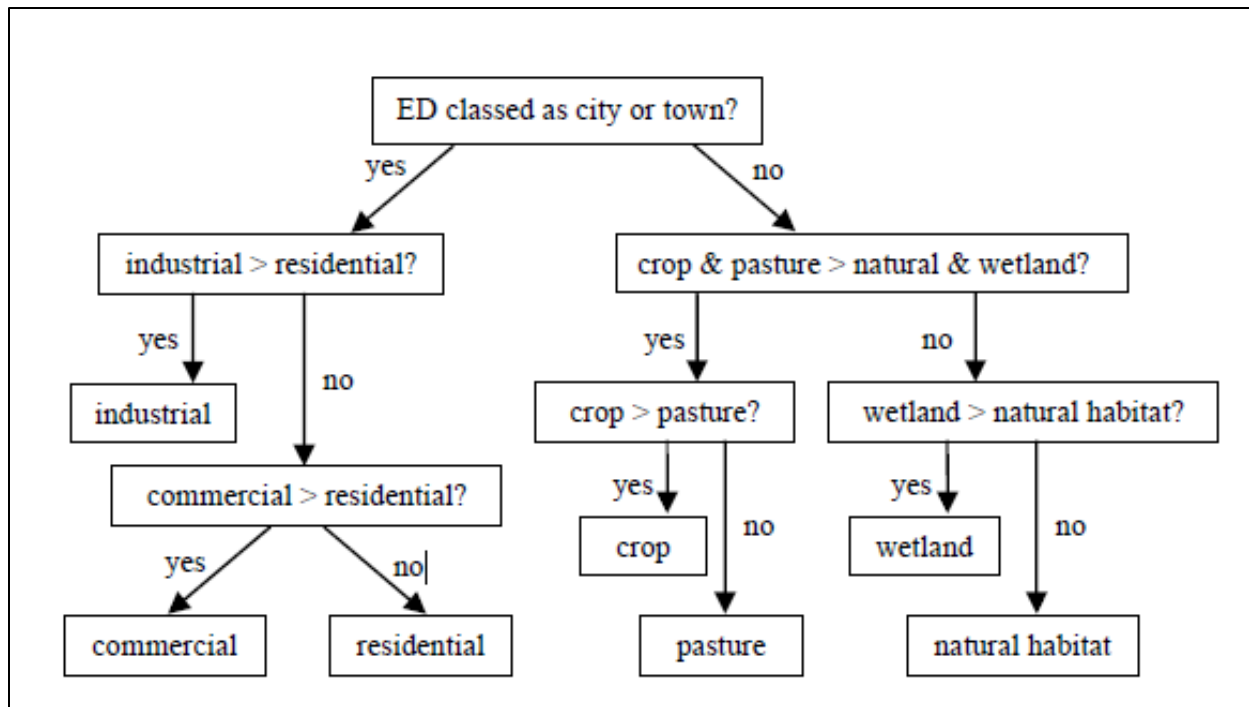 ED classed as city or town?
yes
no
industrial > residential?
crop & pasture > natural & wetland?
yes
no
yes
no
industrial
crop > pasture?
wetland > natural habitat?
commercial > residential?
yes
no
yes
no
crop
wetland
yes
no
commercial
residential
pasture
natural habitat